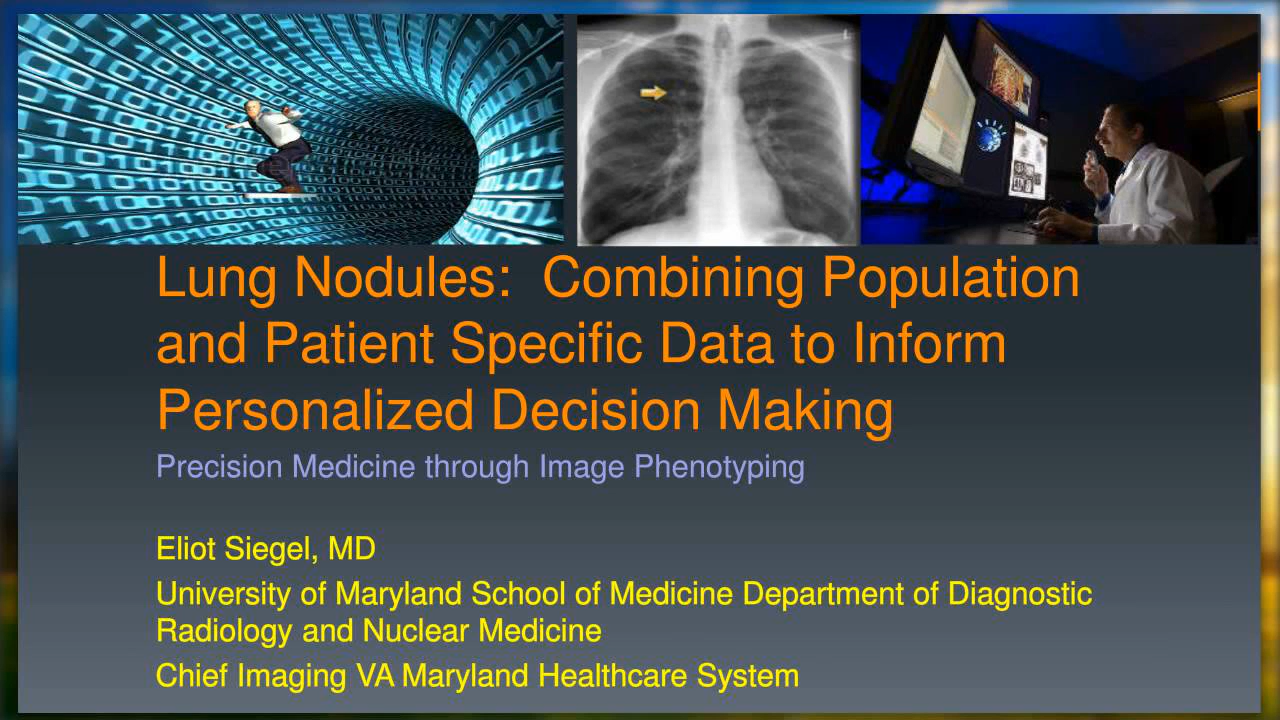 Lung Nodules: Combining Population
and Patient Specific Data to Inform
Personalized Decision Making
Precision Medicine through Image Phenotyping
Eliot Siegel, MD
University of Maryland School of Medicine Department of Diagnostic
Radiology and Nuclear Medicine
Chief Imaging VA Maryland Healthcare System